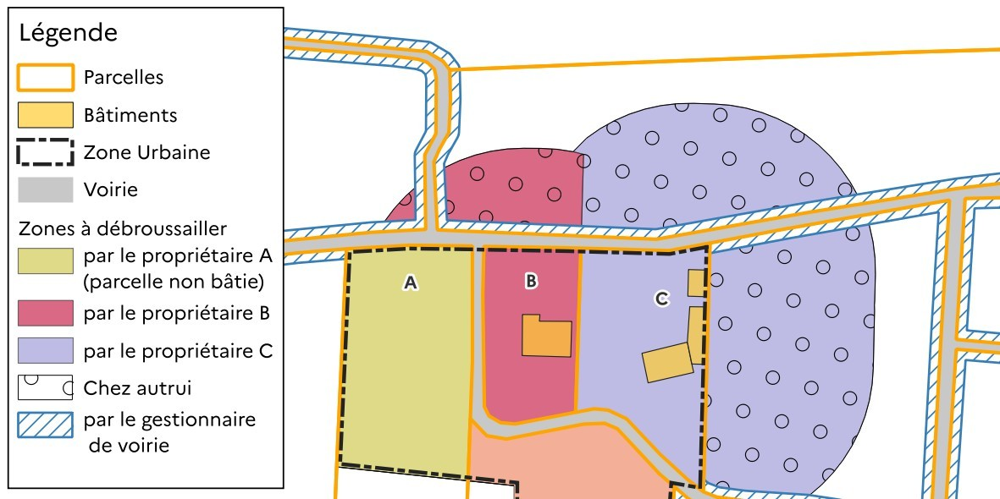 Légende
Parcelles
Bâtiments
Zone Urbaine
Voirie
Zones à débroussailler
par le propriétaire A
(parcelle non bâtie)
par le propriétaire B
par le propriétaire C
Chez autrui
par le gestionnaire
de voirie
A
B
C